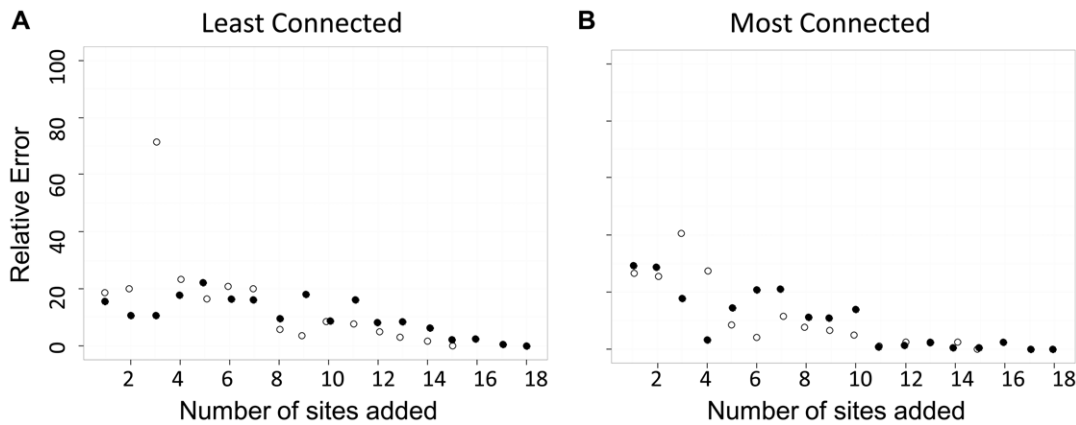 A
Least Connected
B
Most Connected
Relative Error
100
80
60
40
20
0
2 4 6 8 10 12 14 16 18
2 4 6 8 10 12 14 16 18
Number of sites added
Number of sites added